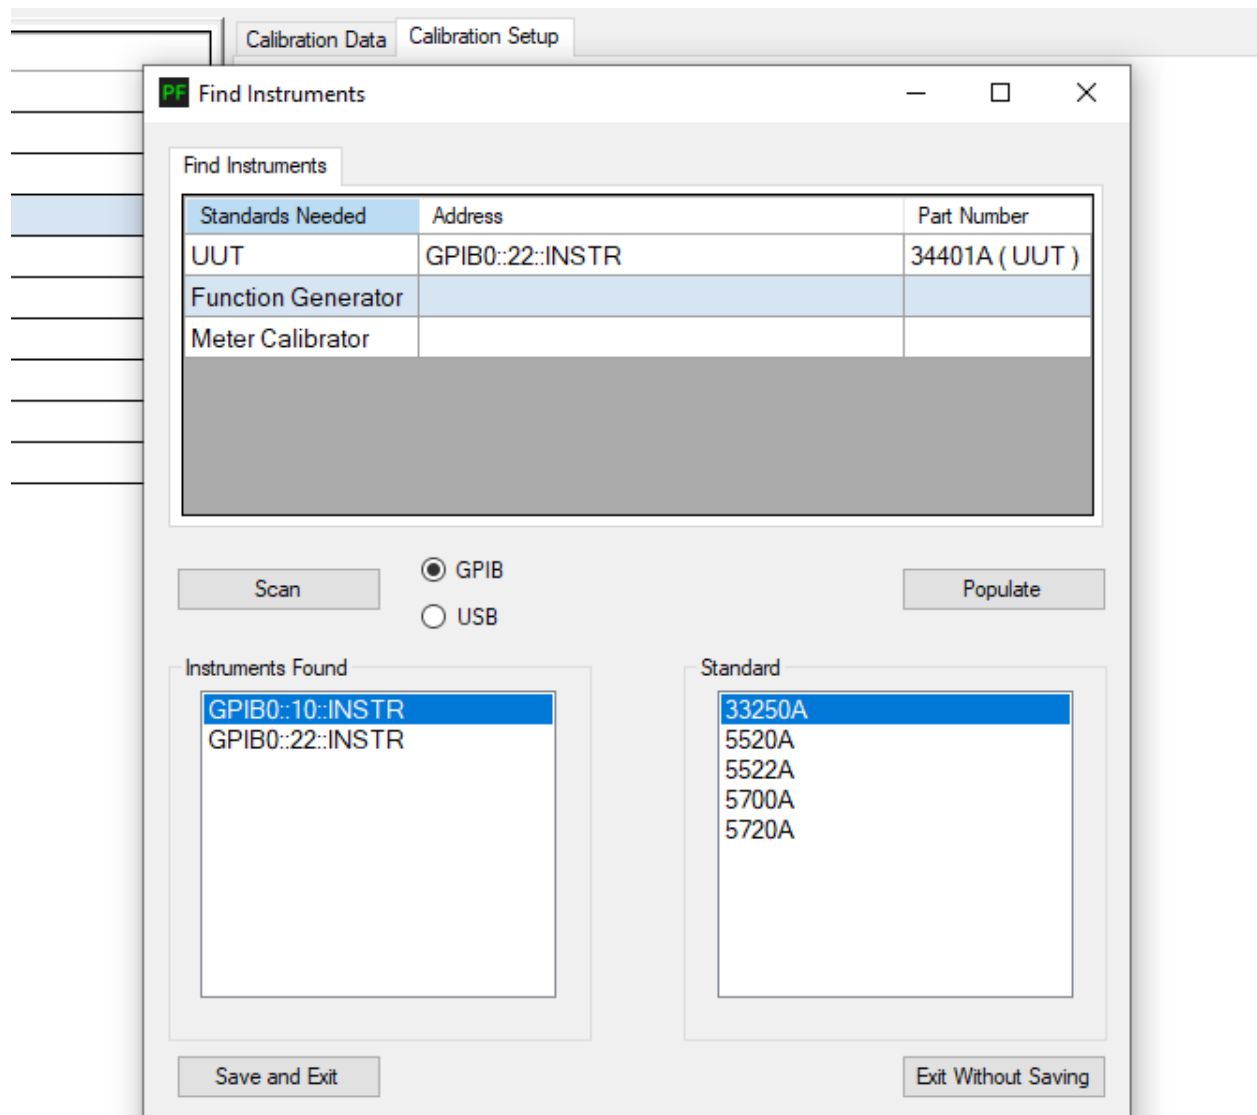 Calibration Data Calibration Setup
PF Find Instruments
Find Instruments
Standards Needed Address Part Number
UUT GPIB0::22::INSTR 34401A ( UUT )
Function Generator
Meter Calibrator
GPIB
Scan Populate
USB
Instruments Found Standard
GPIB0::10::INSTR 33250A
GPIB0::22::INSTR 5520A
5522A
5700A
5720A
Save and Exit Exit Without Saving